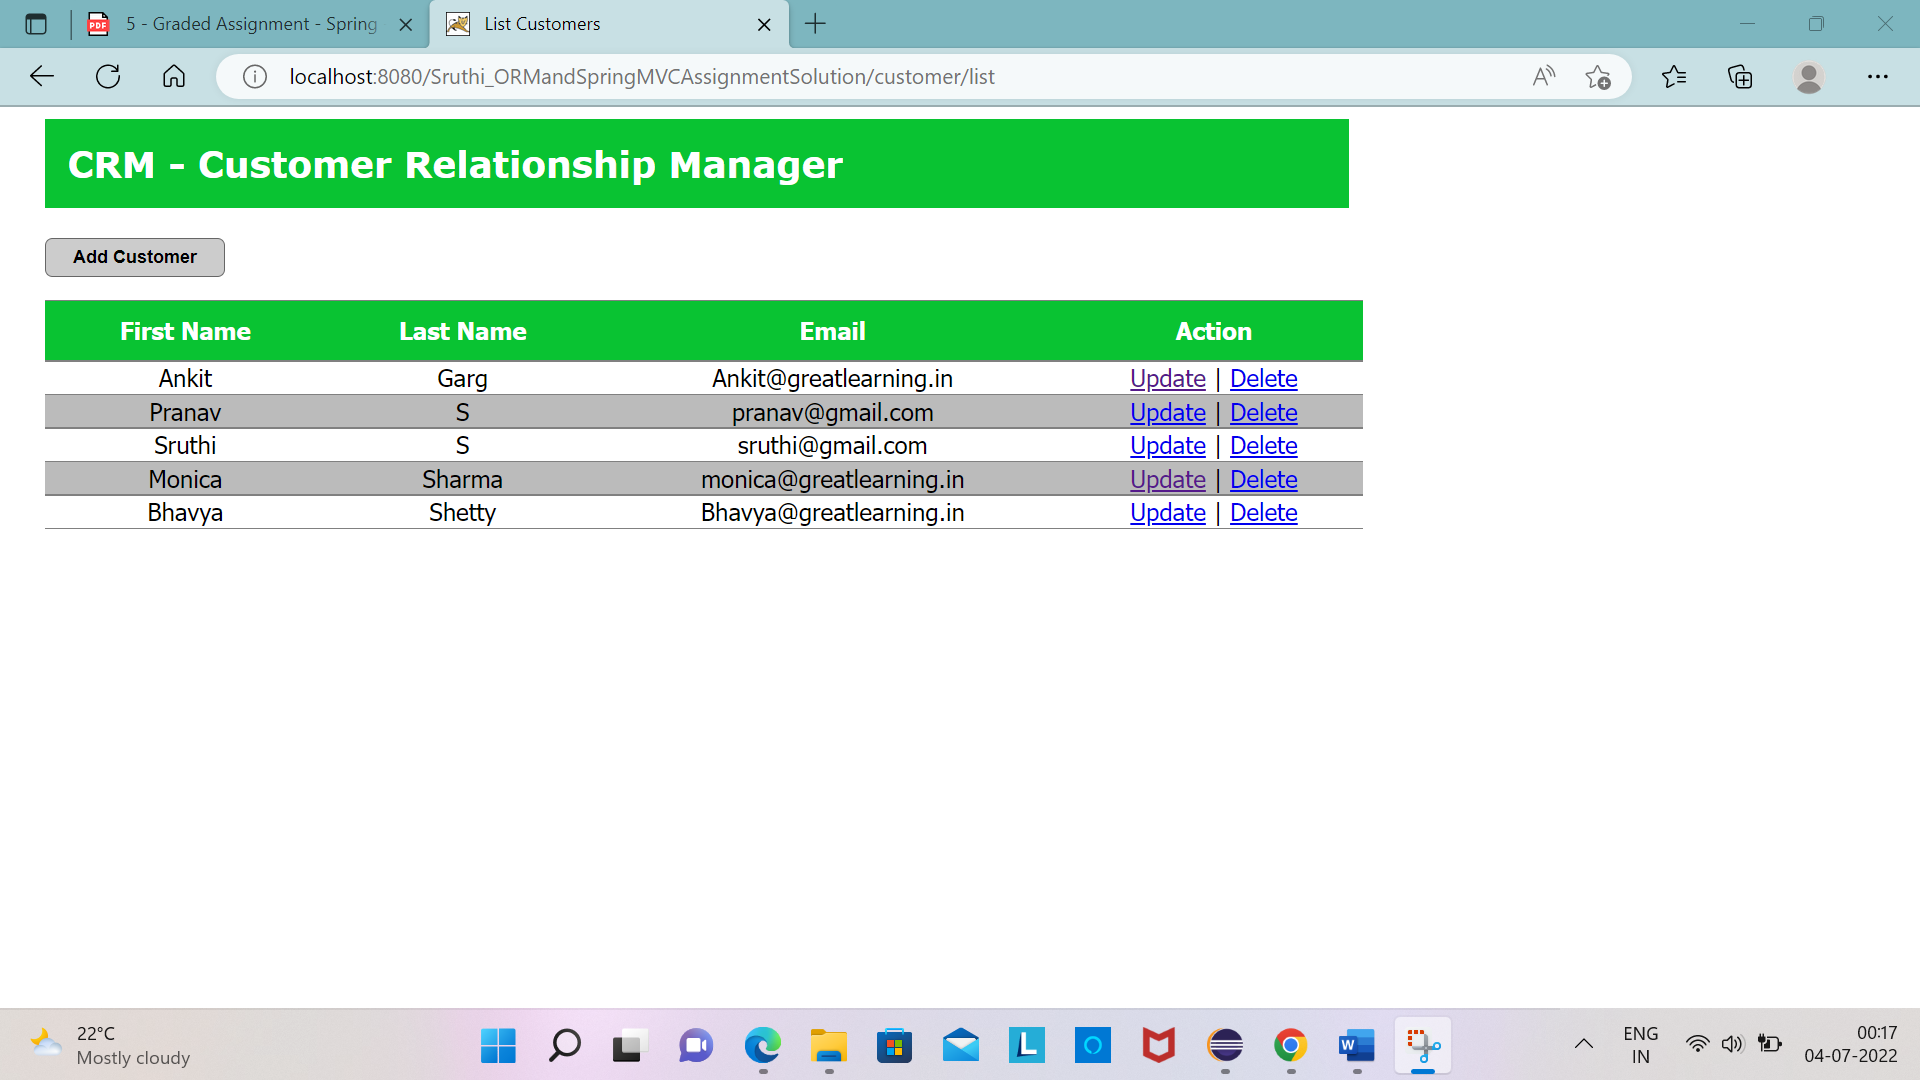 5 - Graded Assignment - Spring
List Customers
localhost:8080/Sruthi_ORMandSpringMVCAssignmentSolution/customer/list
CRM - Customer Relationship Manager
Add Customer
First Name Last Name Email Action
Ankit Garg Ankit@greatlearning.in Update | Delete
Pranav S pranav@gmail.com Update | Delete
Sruthi S sruthi@gmail.com Update | Delete
Monica Sharma monica@greatlearning.in Update | Delete
Bhavya Shetty Bhavya@greatlearning.in Update | Delete
22°C
Mostly cloudy
ENG
IN
00:17
04-07-2022